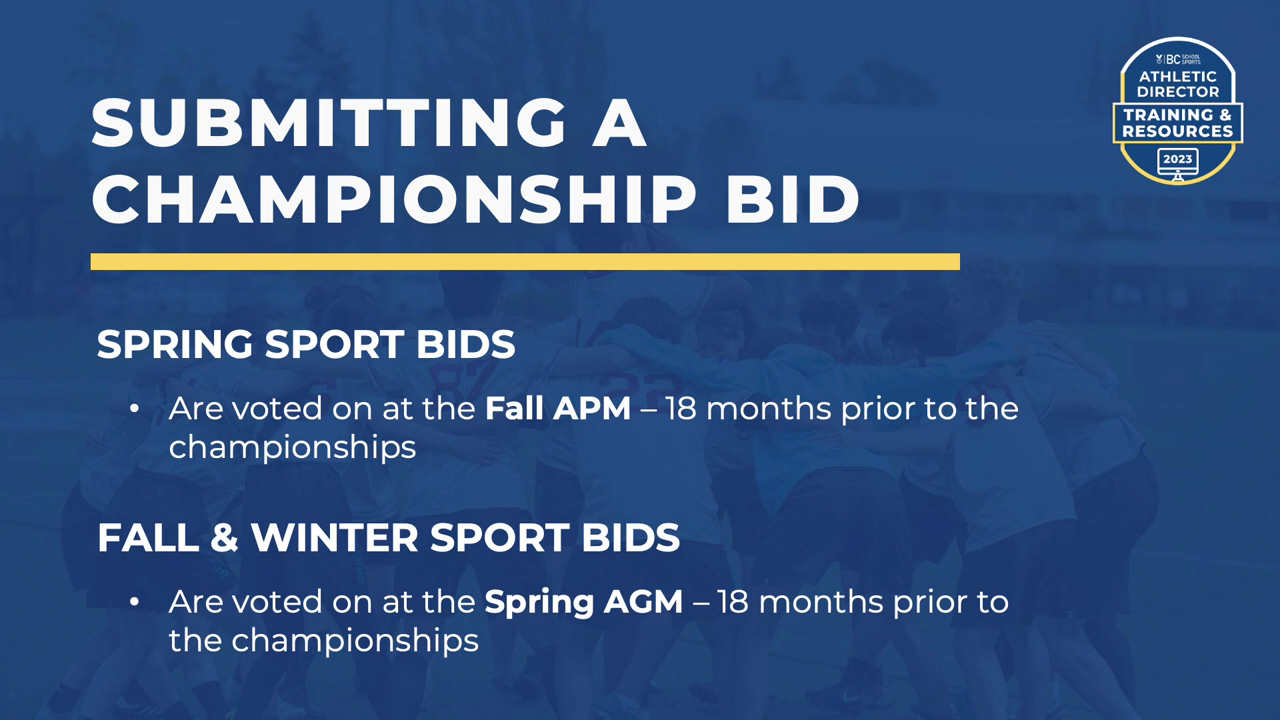 BC SCHOOL SPORTS
ATHLETIC
DIRECTOR
TRAINING &
RESOURCES
2023
SUBMITTING A
CHAMPIONSHIP BID
SPRING SPORT BIDS
• Are voted on at the Fall APM – 18 months prior to the
championships
FALL & WINTER SPORT BIDS
• Are voted on at the Spring AGM – 18 months prior to
the championships